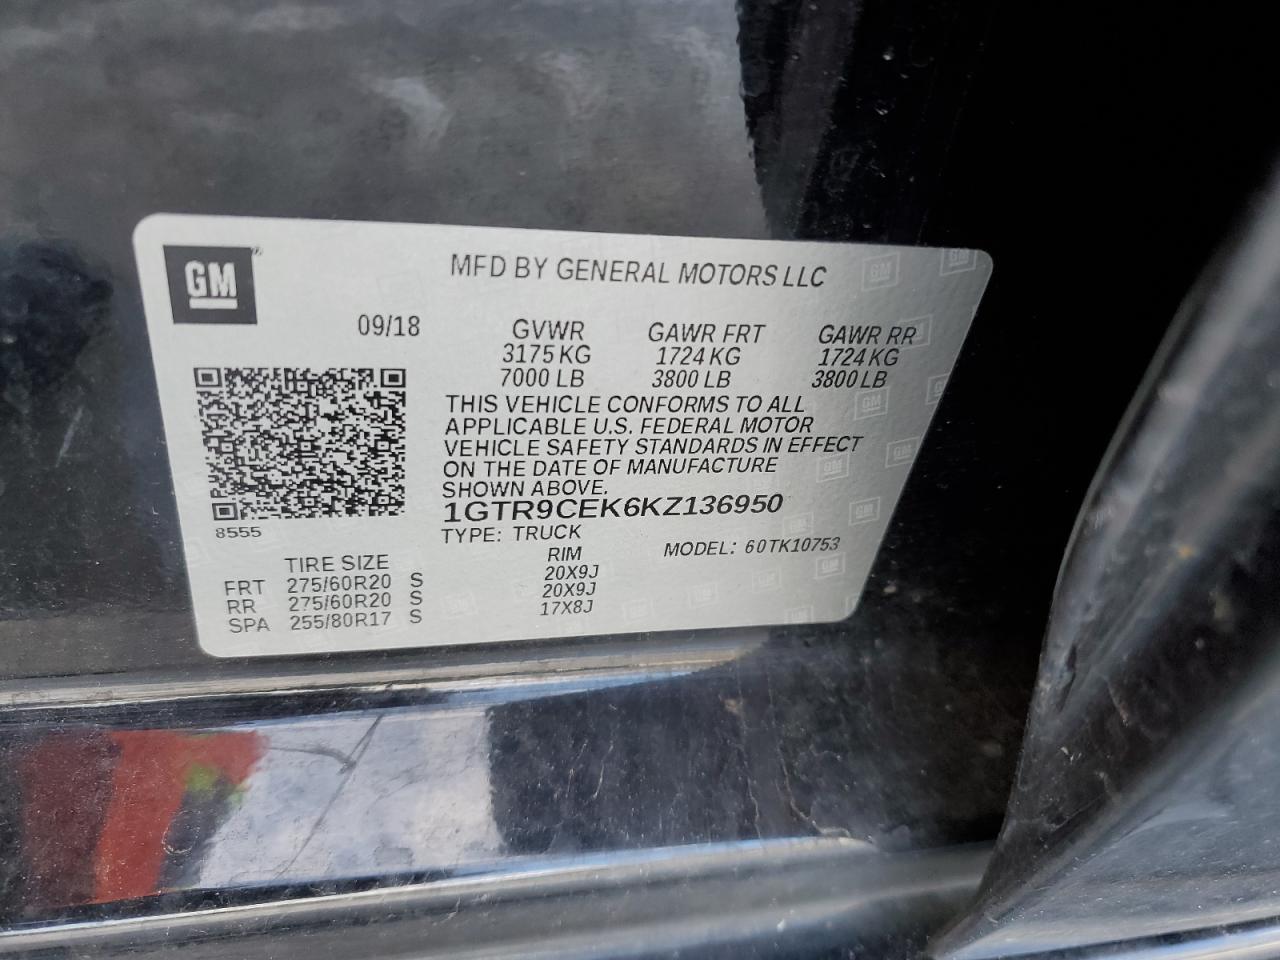 GM
MFD BY GENERAL MOTORS LLC
09/18 GVWR GAWR FRT GAWR RR
3175 KG 1724 KG 1724 KG
7000 LB 3800 LB 3800 LB
THIS VEHICLE CONFORMS TO ALL
APPLICABLE U.S. FEDERAL MOTOR
VEHICLE SAFETY STANDARDS IN EFFECT
ON THE DATE OF MANUFACTURE
SHOWN ABOVE.
1GTR9CEK6KZ136950
8555
TYPE: TRUCK
MODEL: 60TK10753
TIRE SIZE RIM
FRT 275/60R20 S 20X9J
RR 275/60R20 S 20X9J
SPA 255/80R17 S 17X8J